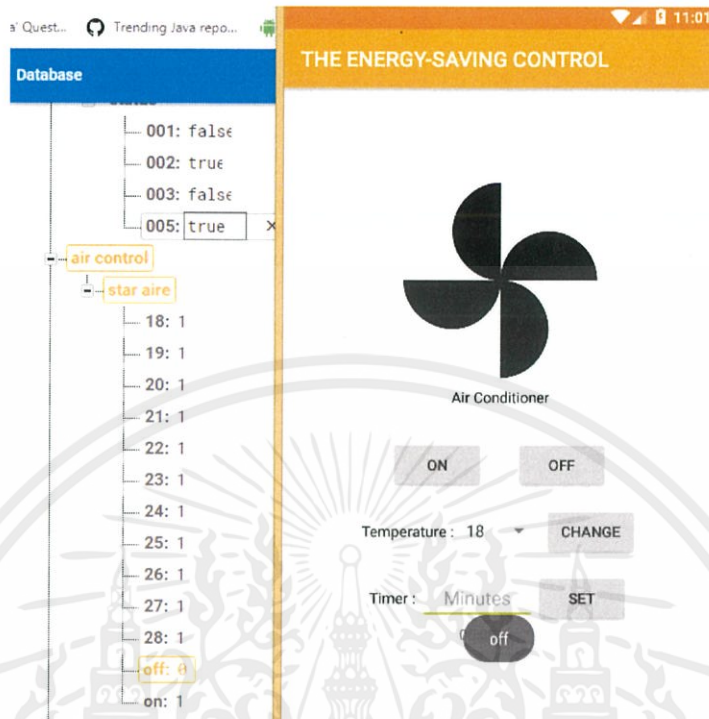 a' Quest...
Trending Java repo...
Database
status
001: false
002: true
003: false
005: true ×
air control
star aire
18: 1
19: 1
20: 1
21: 1
22: 1
23: 1
24: 1
25: 1
26: 1
27: 1
28: 1
off: 0
on: 1
11:01
THE ENERGY-SAVING CONTROL
Air Conditioner
ON OFF
Temperature : 18 CHANGE
Timer : Minutes SET
off